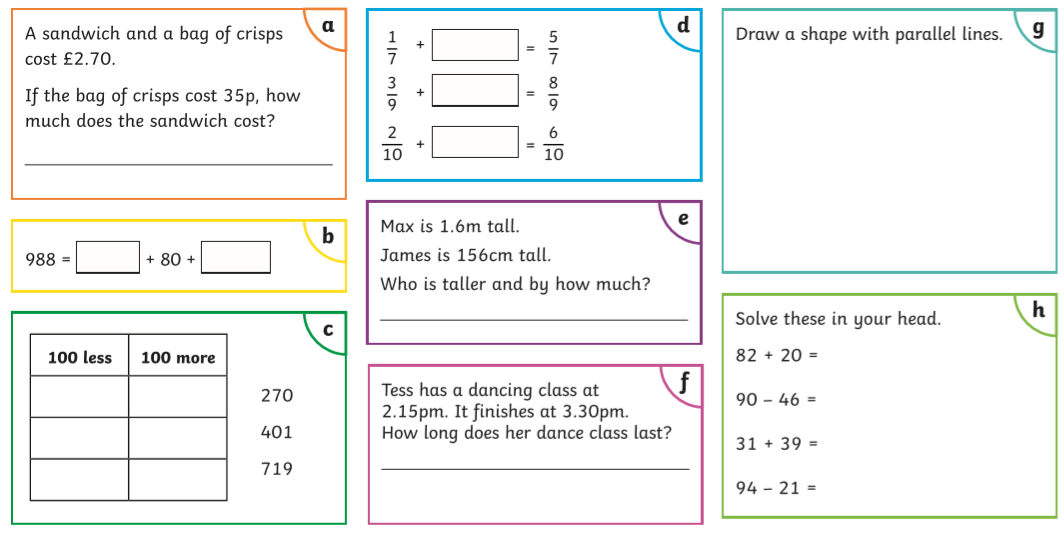 a
A sandwich and a bag of crisps
cost £2.70.
If the bag of crisps cost 35p, how
much does the sandwich cost?
b
988 = + 80 +
c
100 less 100 more
270
401
719
d
1/7 + = 5/7
3/9 + = 8/9
2/10 + = 6/10
e
Max is 1.6m tall.
James is 156cm tall.
Who is taller and by how much?
f
Tess has a dancing class at
2.15pm. It finishes at 3.30pm.
How long does her dance class last?
g
Draw a shape with parallel lines.
h
Solve these in your head.
82 + 20 =
90 – 46 =
31 + 39 =
94 – 21 =